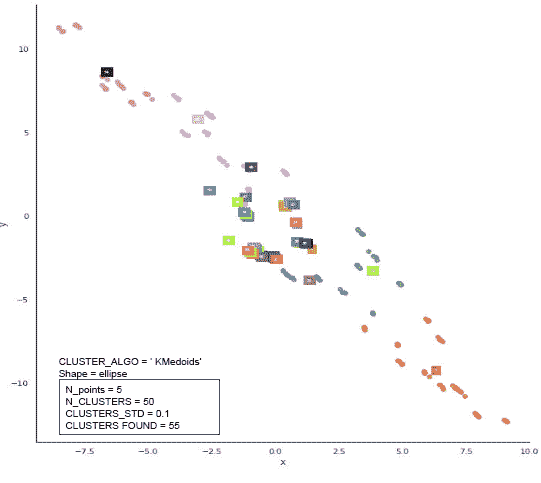 10
5
0
−5
−10
y
CLUSTER_ALGO = ' KMedoids'
Shape = ellipse
N_points = 5
N_CLUSTERS = 50
CLUSTERS_STD = 0.1
CLUSTERS FOUND = 55
−7.5 −5.0 −2.5 0.0 2.5 5.0 7.5 10.0
x